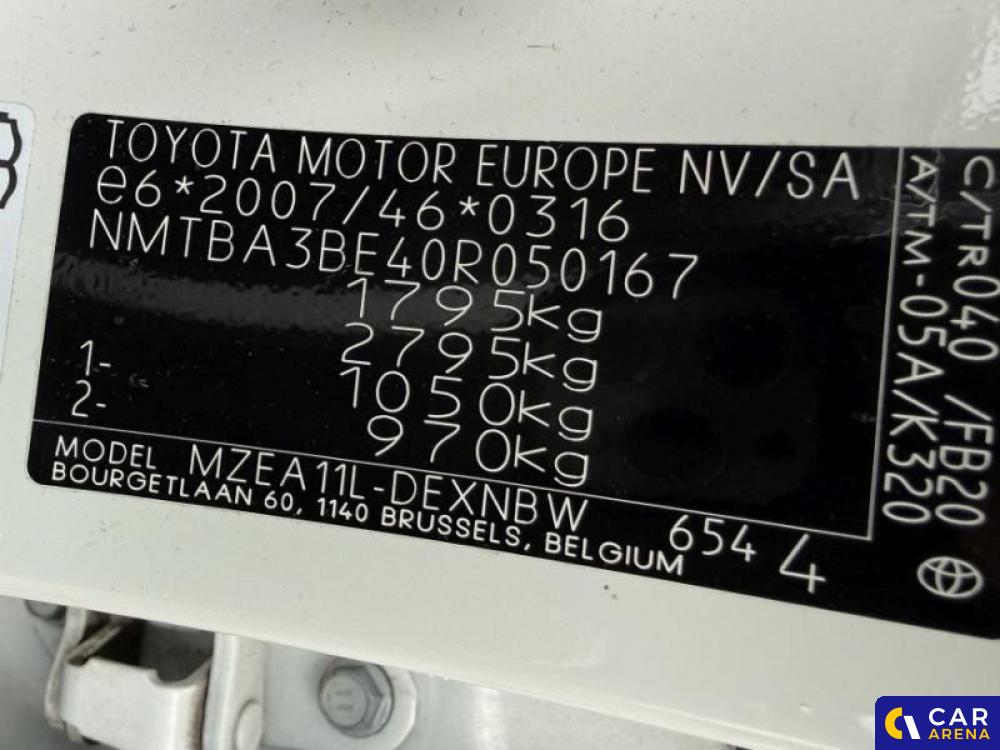 TOYOTA MOTOR EUROPE NV/SA
e6*2007/46*0316
NMTBA3BE40R050167
1795kg
2795kg
1- 1050kg
2- 970kg
MODEL MZEA11L-DEXNBW
BOURGETLAAN 60, 1140 BRUSSELS, BELGIUM
654 4
C/TR040 /FB20
A/TM-05A/K320
CAR
ARENA